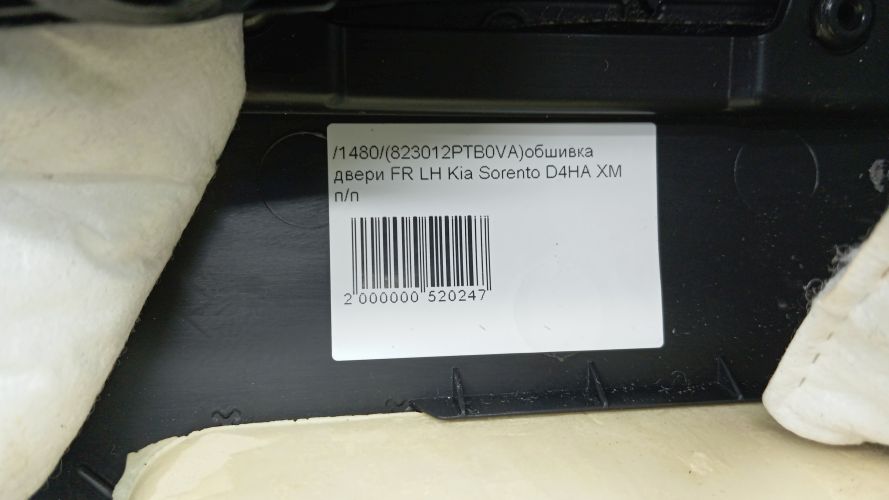 /1480/(823012PTB0VA)обшивка
двери FR LH Kia Sorento D4HA XM
п/п
2 000000 520247